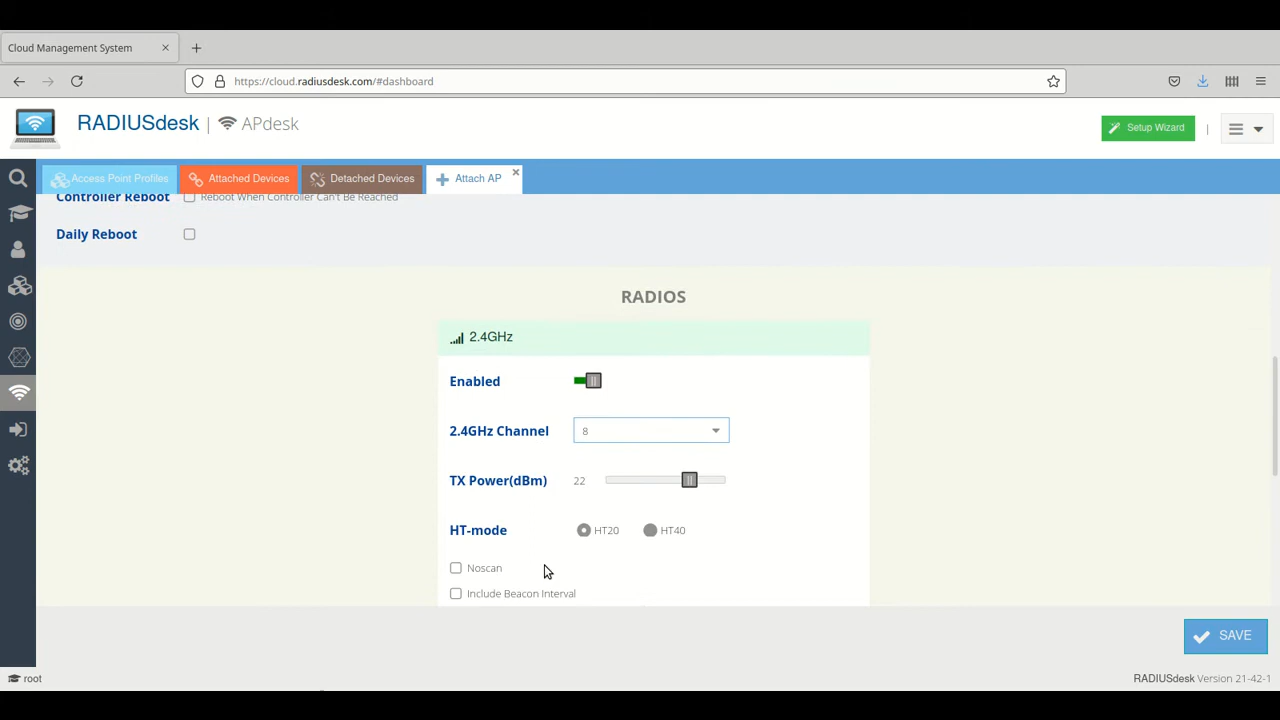 Cloud Management System
https://cloud.radiusdesk.com/#dashboard
RADIUSdesk | APdesk
Setup Wizard |
Access Point Profiles
Attached Devices
Detached Devices
Attach AP
Controller Reboot
Reboot When Controller Can't Be Reached
Daily Reboot
RADIOS
2.4GHz
Enabled
2.4GHz Channel
8
TX Power(dBm)
22
HT-mode
HT20
HT40
Noscan
Include Beacon Interval
SAVE
root
RADIUSdesk Version 21-42-1